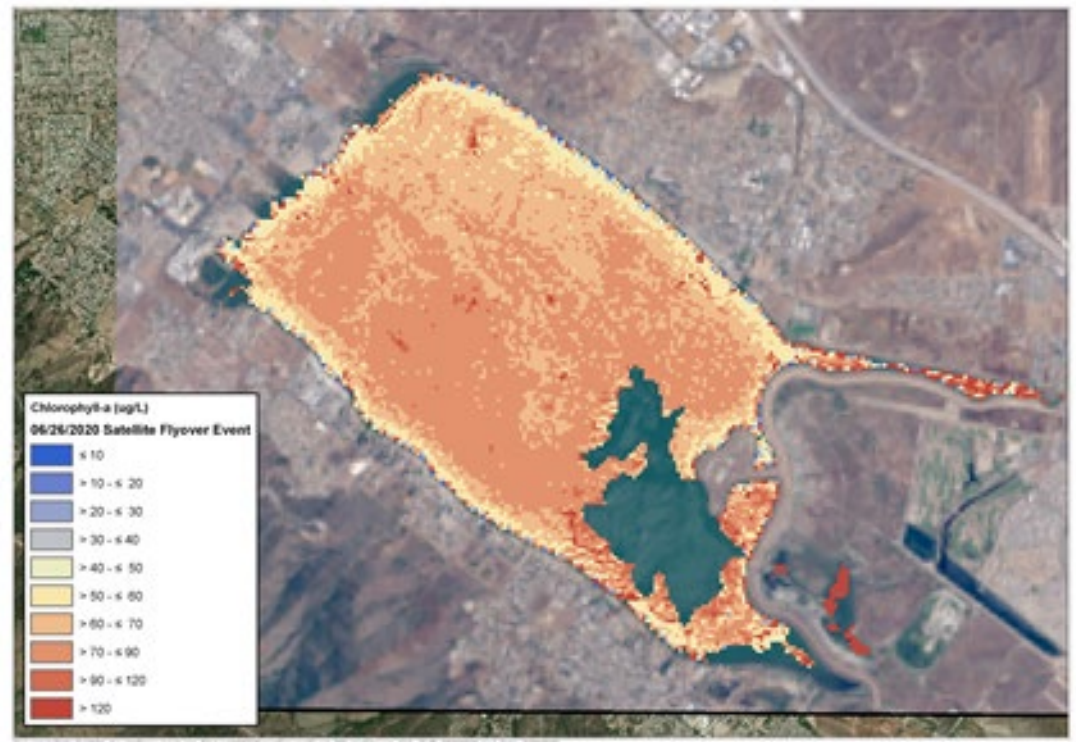 Chlorophyll-a (ug/L)
06/26/2020 Satellite Flyover Event
≤ 10
> 10 - ≤ 20
> 20 - ≤ 30
> 30 - ≤ 40
> 40 - ≤ 50
> 50 - ≤ 60
> 60 - ≤ 70
> 70 - ≤ 90
> 90 - ≤ 120
> 120